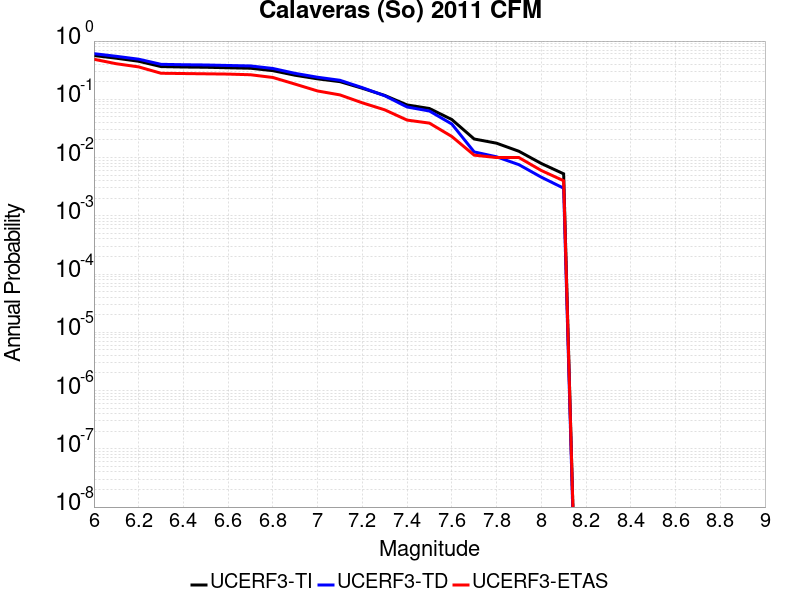 Calaveras (So) 2011 CFM
10^0
10^-1
10^-2
10^-3
10^-4
10^-5
10^-6
10^-7
10^-8
Annual Probability
6 6.2 6.4 6.6 6.8 7 7.2 7.4 7.6 7.8 8 8.2 8.4 8.6 8.8 9
Magnitude
UCERF3-TI UCERF3-TD UCERF3-ETAS